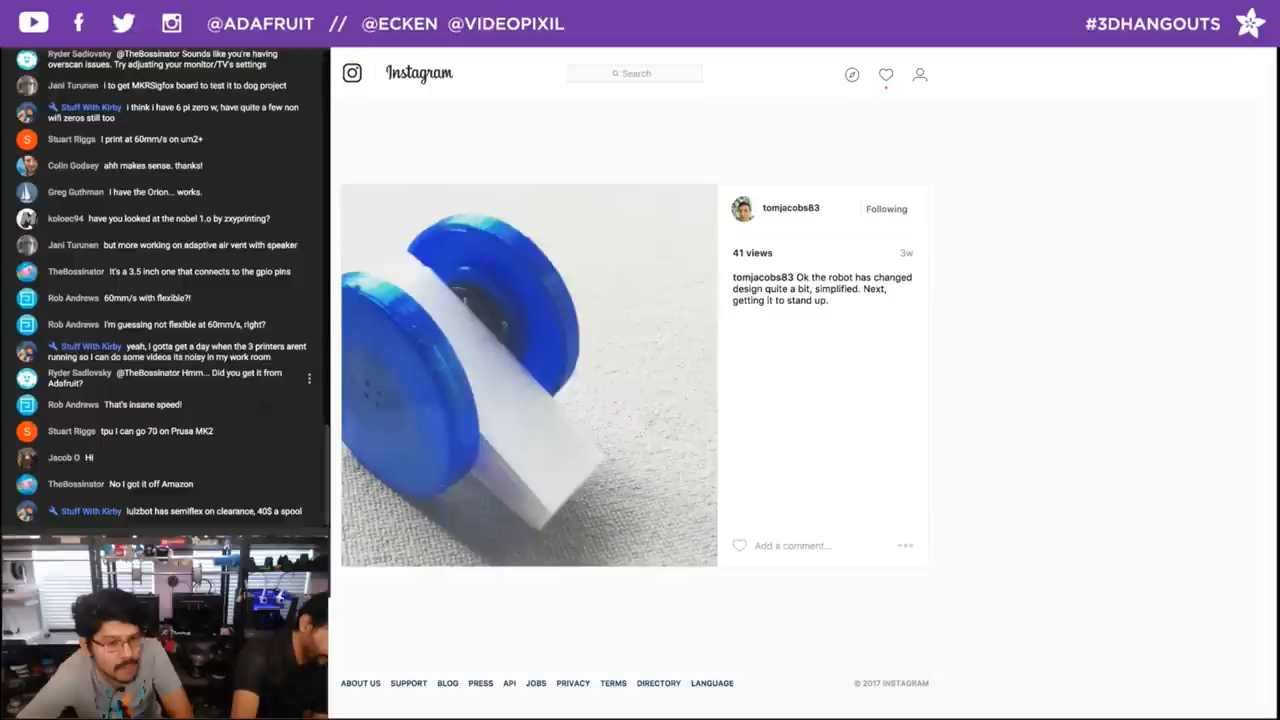 @ADAFRUIT // @ECKEN @VIDEOPIXIL
#3DHANGOUTS
Ryder Sadlovsky @TheBossinator Sounds like you're having
overscan issues. Try adjusting your monitor/TV's settings
Jani Turunen I to get MKRSigfox board to test it to dog project
Stuff With Kirby i think i have 6 pi zero w, have quite a few non
wifi zeros still too
Stuart Riggs I print at 60mm/s on um2+
Colin Godsey ahh makes sense. thanks!
Greg Guthman I have the Orion... works.
koloec94 have you looked at the nobel 1.o by zxyprinting?
Jani Turunen but more working on adaptive air vent with speaker
TheBossinator It's a 3.5 inch one that connects to the gpio pins
Rob Andrews 60mm/s with flexible?!
Rob Andrews I'm guessing not flexible at 60mm/s, right?
Stuff With Kirby yeah, I gotta get a day when the 3 printers arent
running so I can do some videos its noisy in my work room
Ryder Sadlovsky @TheBossinator Hmm... Did you get it from
Adafruit?
Rob Andrews That's insane speed!
Stuart Riggs tpu i can go 70 on Prusa MK2
Jacob O Hi
TheBossinator No I got it off Amazon
Stuff With Kirby lulzbot has semiflex on clearance, 40$ a spool
Instagram
Search
tomjacobs83
Following
41 views
3w
tomjacobs83 Ok the robot has changed
design quite a bit, simplified. Next,
getting it to stand up.
Add a comment...
ABOUT US SUPPORT BLOG PRESS API JOBS PRIVACY TERMS DIRECTORY LANGUAGE
© 2017 INSTAGRAM